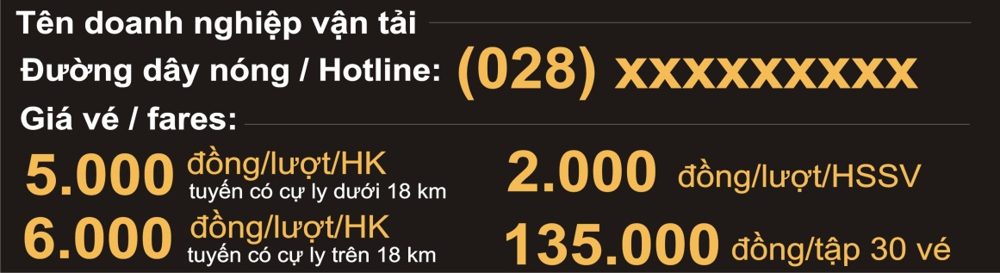 Tên doanh nghiệp vận tải
Đường dây nóng / Hotline: (028) xxxxxxxxx
Giá vé / fares:
5.000 đồng/lượt/HK
tuyến có cự ly dưới 18 km
2.000 đồng/lượt/HSSV
6.000 đồng/lượt/HK
tuyến có cự ly trên 18 km
135.000 đồng/tập 30 vé